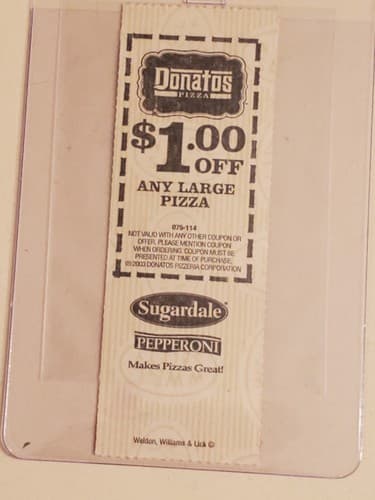 Donatos
PIZZA
$1.00
OFF
ANY LARGE
PIZZA
075-114
NOT VALID WITH ANY OTHER COUPON OR
OFFER. PLEASE MENTION COUPON
WHEN ORDERING. COUPON MUST BE
PRESENTED AT TIME OF PURCHASE.
©2003 DONATOS PIZZERIA CORPORATION
Sugardale
PEPPERONI
Makes Pizzas Great!
Weldon, Williams & Lick ©